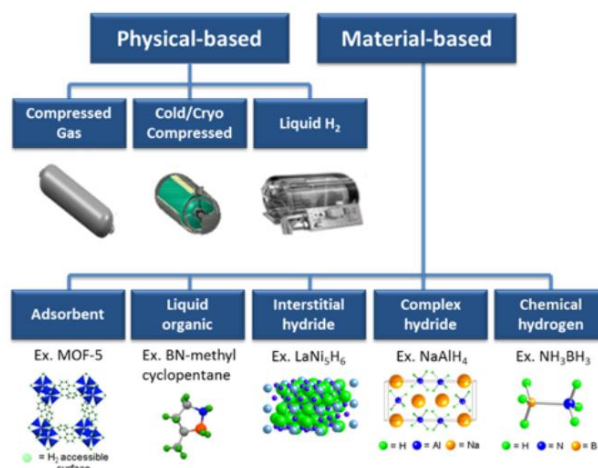 Physical-based
Material-based
Compressed
Gas
Cold/Cryo
Compressed
Liquid H₂
Adsorbent
Liquid
organic
Interstitial
hydride
Complex
hydride
Chemical
hydrogen
Ex. MOF-5
Ex. BN-methyl
cyclopentane
Ex. LaNi₅H₆
Ex. NaAlH₄
Ex. NH₃BH₃
= H₂ accessible
surface
= H = Al = Na
= H = N = B